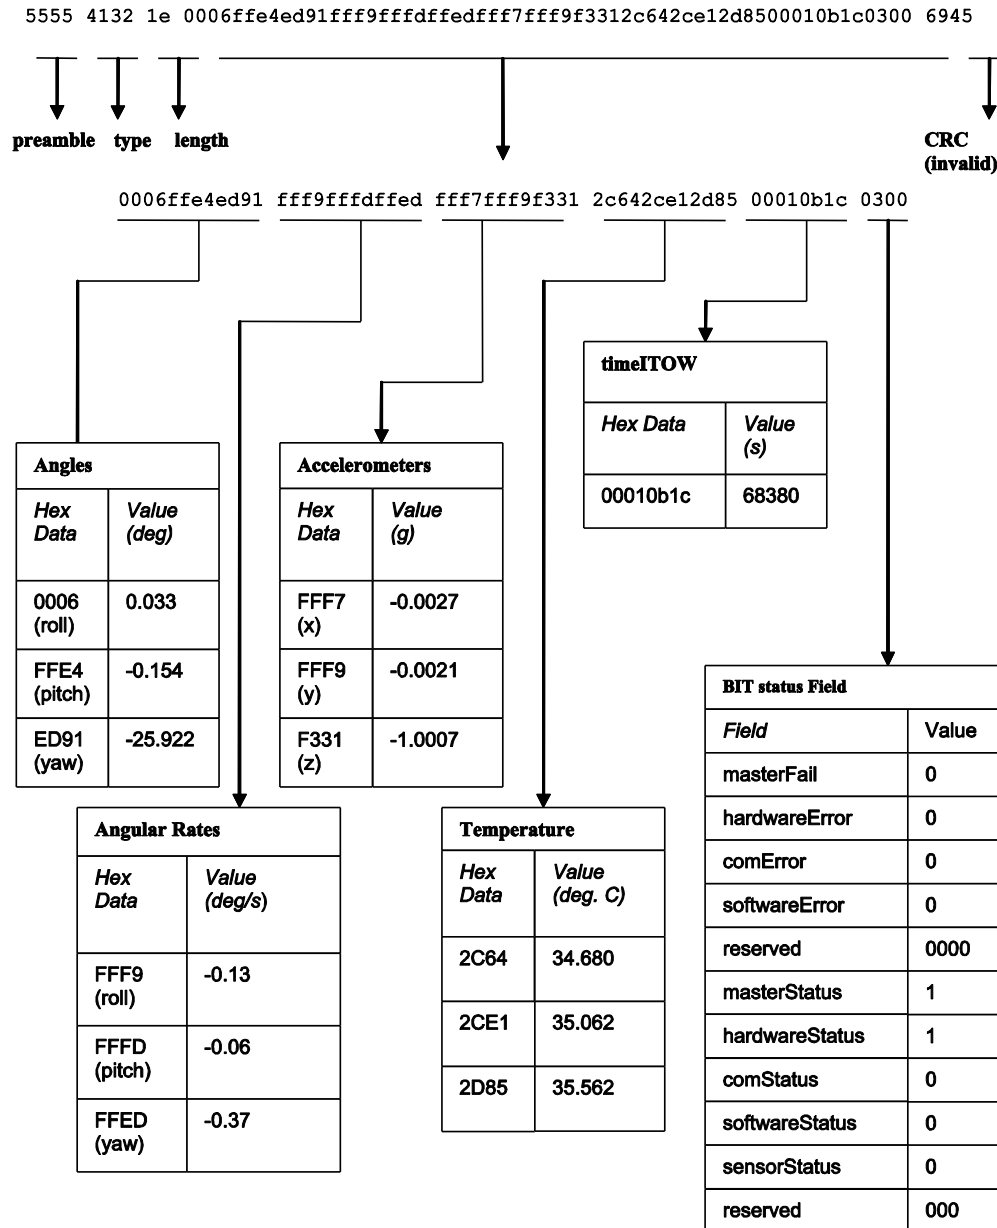 5555 4132 1e 0006ffe4ed91fff9fffdffedfff7fff9f3312c642ce12d8500010b1c0300 6945
preamble type length
CRC
(invalid)
0006ffe4ed91 fff9fffdffed fff7fff9f331 2c642ce12d85 00010b1c 0300
timeITOW
Hex Data Value
(s)
00010b1c 68380
Angles
Hex Value
Data (deg)
0006 0.033
(roll)
FFE4 -0.154
(pitch)
ED91 -25.922
(yaw)
Accelerometers
Hex Value
Data (g)
FFF7 -0.0027
(x)
FFF9 -0.0021
(y)
F331 -1.0007
(z)
Angular Rates
Hex Value
Data (deg/s)
FFF9 -0.13
(roll)
FFFD -0.06
(pitch)
FFED -0.37
(yaw)
Temperature
Hex Value
Data (deg. C)
2C64 34.680
2CE1 35.062
2D85 35.562
BIT status Field
Field Value
masterFail 0
hardwareError 0
comError 0
softwareError 0
reserved 0000
masterStatus 1
hardwareStatus 1
comStatus 0
softwareStatus 0
sensorStatus 0
reserved 000